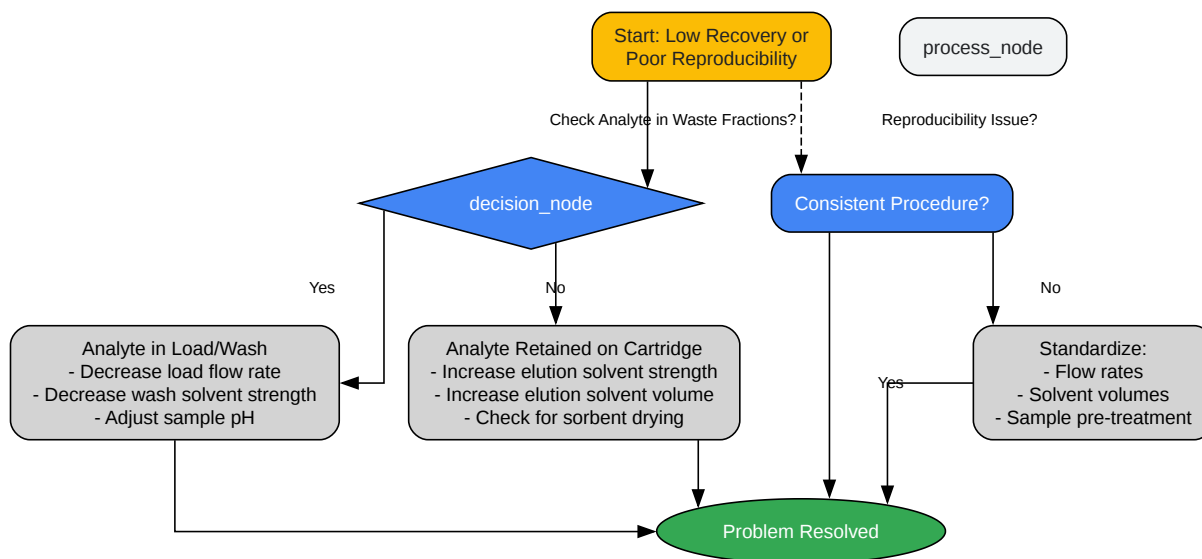 Start: Low Recovery or
Poor Reproducibility
process_node
Check Analyte in Waste Fractions?
Reproducibility Issue?
decision_node
Consistent Procedure?
Yes
No
No
Analyte in Load/Wash
- Decrease load flow rate
- Decrease wash solvent strength
- Adjust sample pH
Analyte Retained on Cartridge
- Increase elution solvent strength
- Increase elution solvent volume
- Check for sorbent drying
Yes
Standardize:
- Flow rates
- Solvent volumes
- Sample pre-treatment
Problem Resolved